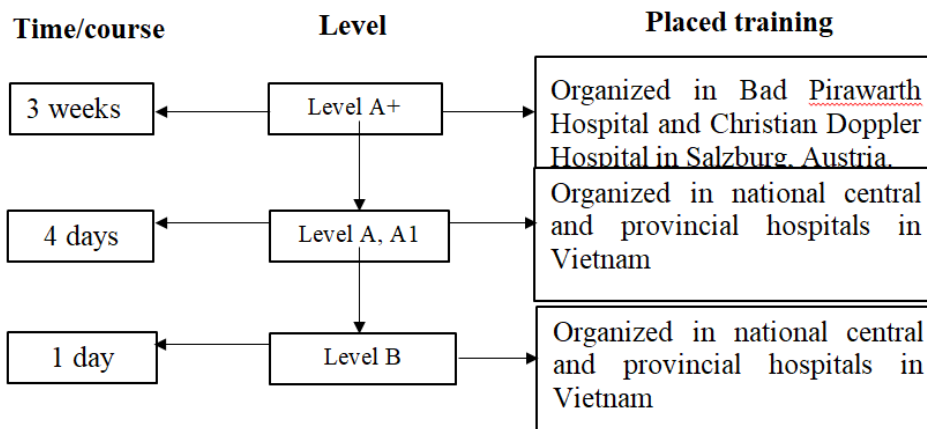 Time/course
Level
Placed training
3 weeks
Level A+
Organized in Bad Pirawarth
Hospital and Christian Doppler
Hospital in Salzburg, Austria.
4 days
Level A, A1
Organized in national central
and provincial hospitals in
Vietnam
1 day
Level B
Organized in national central
and provincial hospitals in
Vietnam